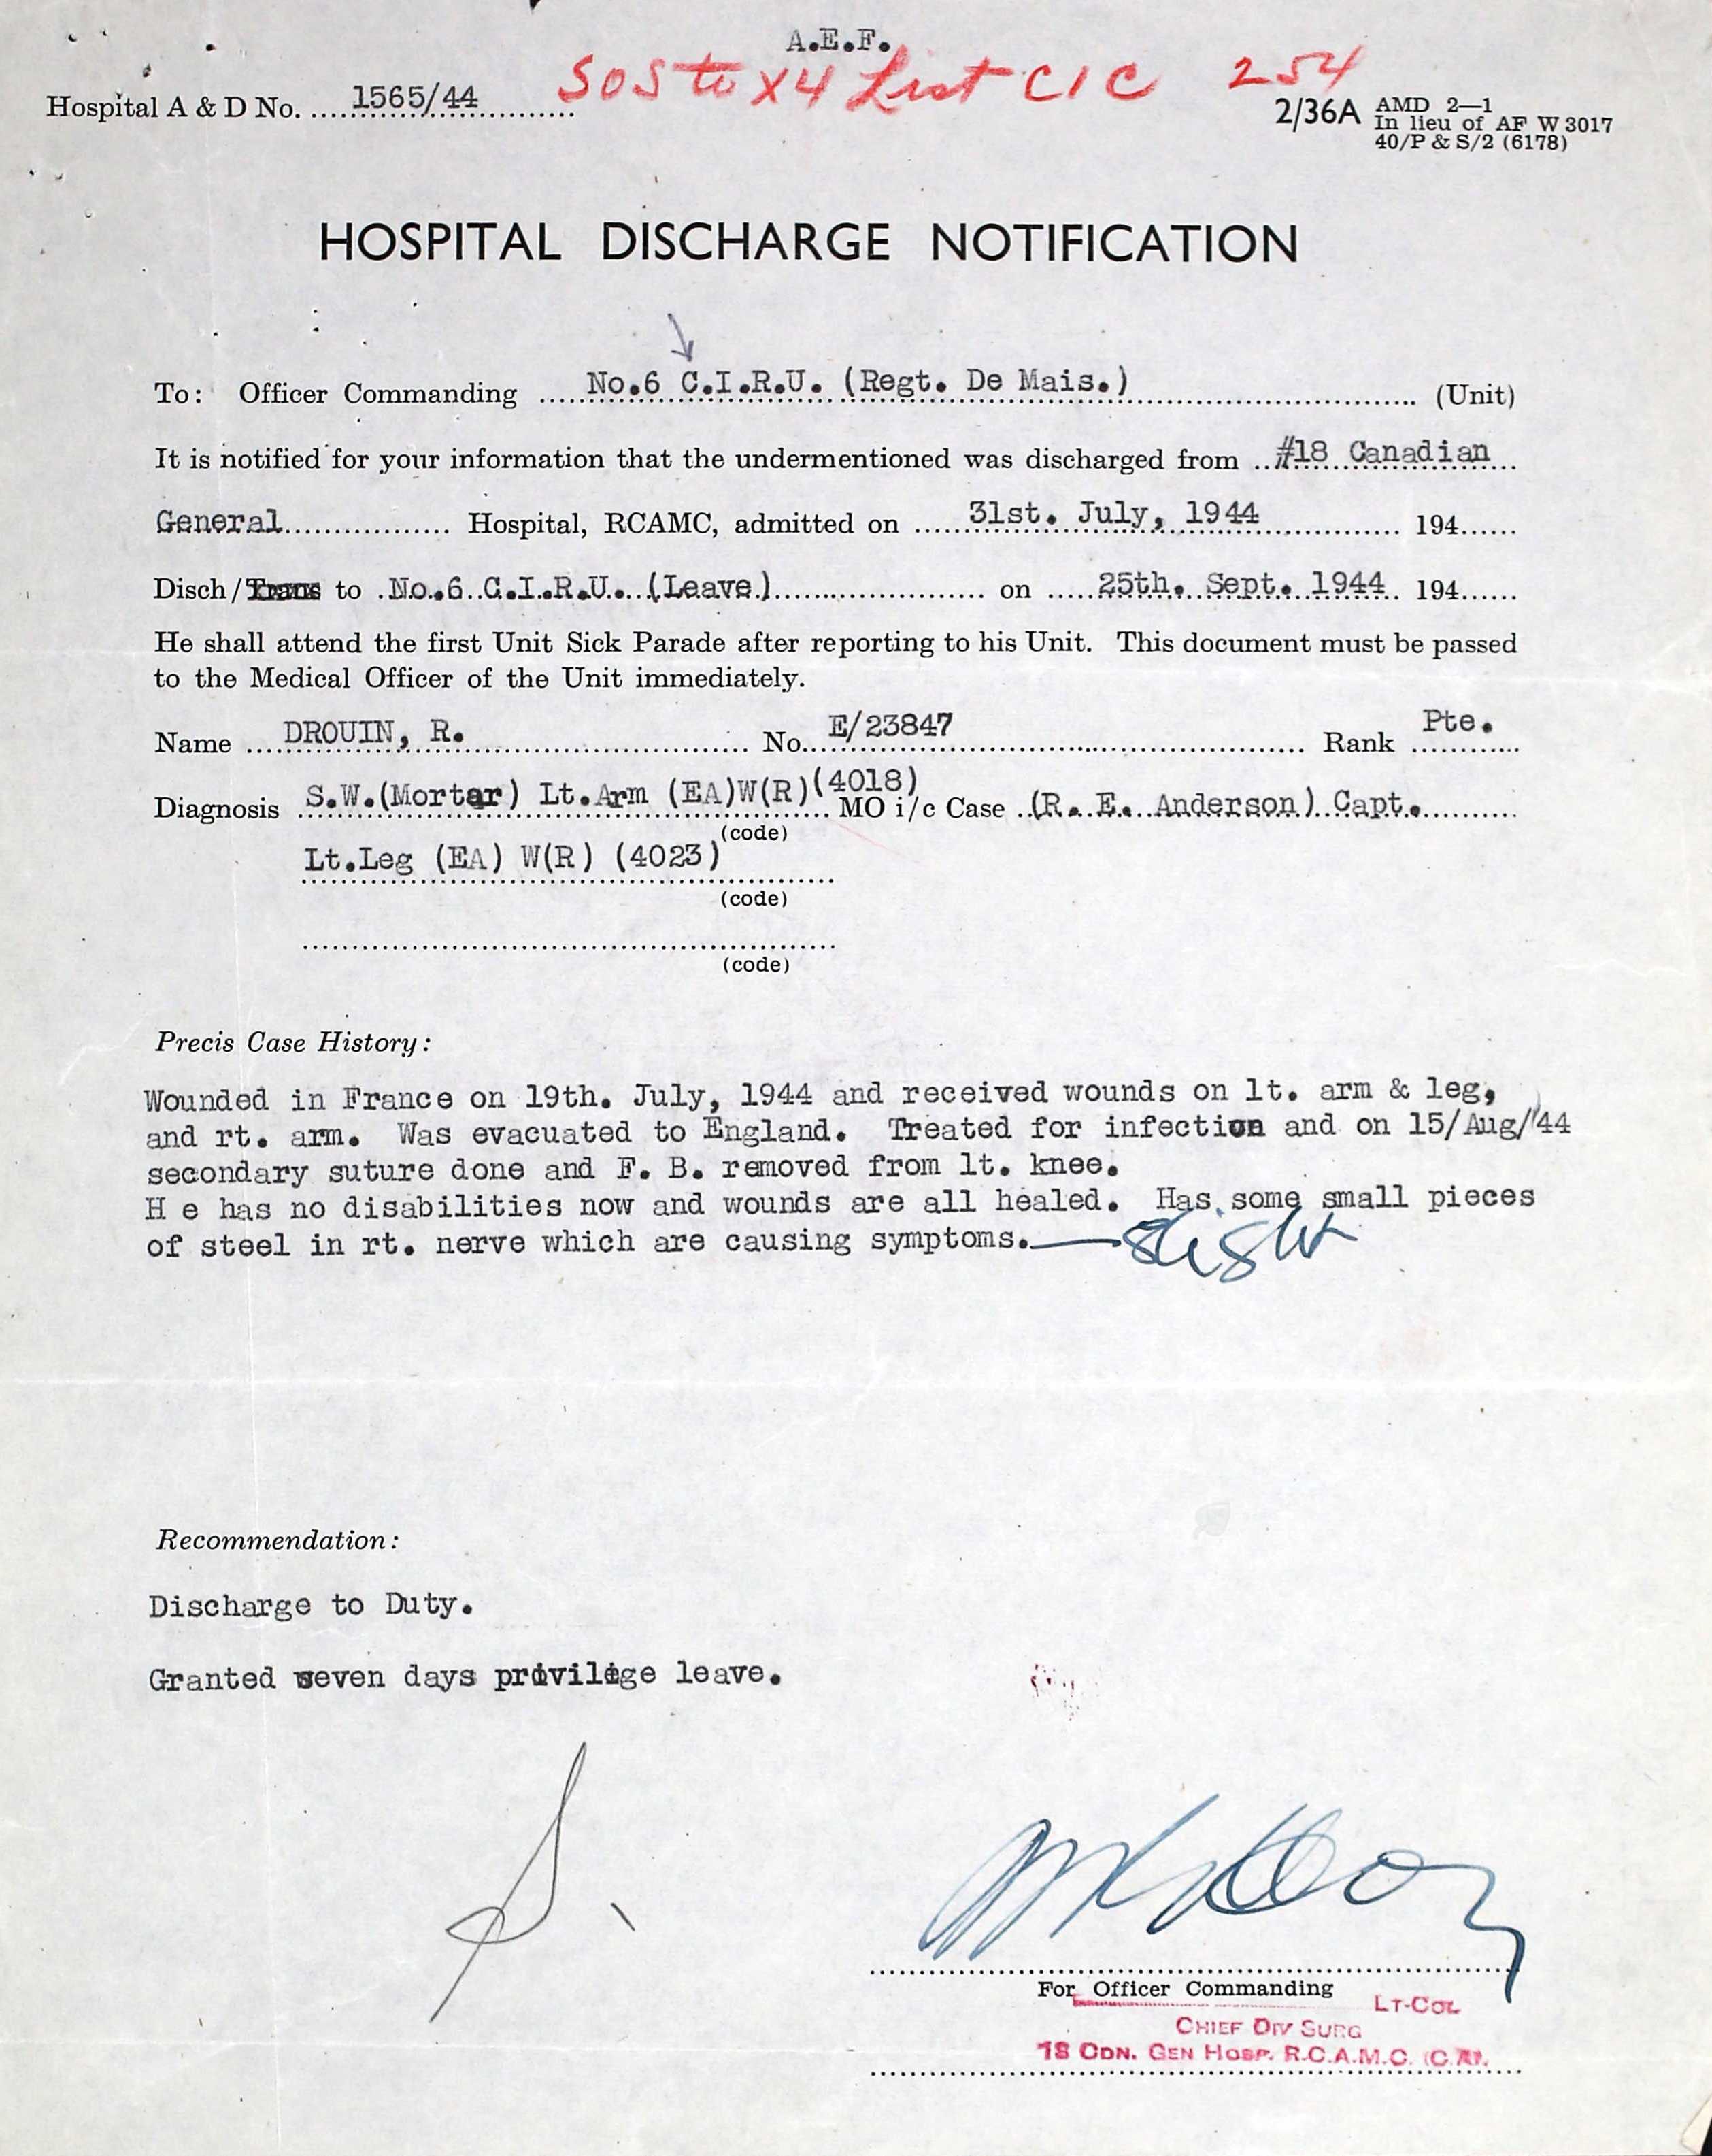 A.E.F.
SOS to X4 List CIC 254
Hospital A & D No. ....1565/44....
2/36A AMD 2—1
In lieu of AF W 3017
40/P & S/2 (6178)
HOSPITAL DISCHARGE NOTIFICATION
To: Officer Commanding ....No.6 C.I.R.U. (Regt. De Mais.).... (Unit)
It is notified for your information that the undermentioned was discharged from ..#18 Canadian...
General........ Hospital, RCAMC, admitted on .....31st. July, 1944..... 194......
Disch/Trans to .No.6 C.I.R.U. (Leave)........ on .....25th. Sept. 1944. 194......
He shall attend the first Unit Sick Parade after reporting to his Unit. This document must be passed
to the Medical Officer of the Unit immediately.
Name ....DROUIN, R..... No....E/23847.... Rank Pte.
Diagnosis S.W.(Mortar) Lt.Arm (EA)W(R)(4018) MO i/c Case ..(R. E. Anderson) Capt.......
(code)
Lt.Leg (EA) W(R) (4023)
(code)
(code)
Precis Case History:
Wounded in France on 19th. July, 1944 and received wounds on lt. arm & leg,
and rt. arm. Was evacuated to England. Treated for infection and on 15/Aug/44
secondary suture done and F. B. removed from lt. knee.
H e has no disabilities now and wounds are all healed. Has some small pieces
of steel in rt. nerve which are causing symptoms.—slight
Recommendation:
Discharge to Duty.
Granted seven days privilege leave.
For Officer Commanding
LT-COL
CHIEF DIV SURG
18 CDN. GEN HOSP. R.C.A.M.C. (C.A).